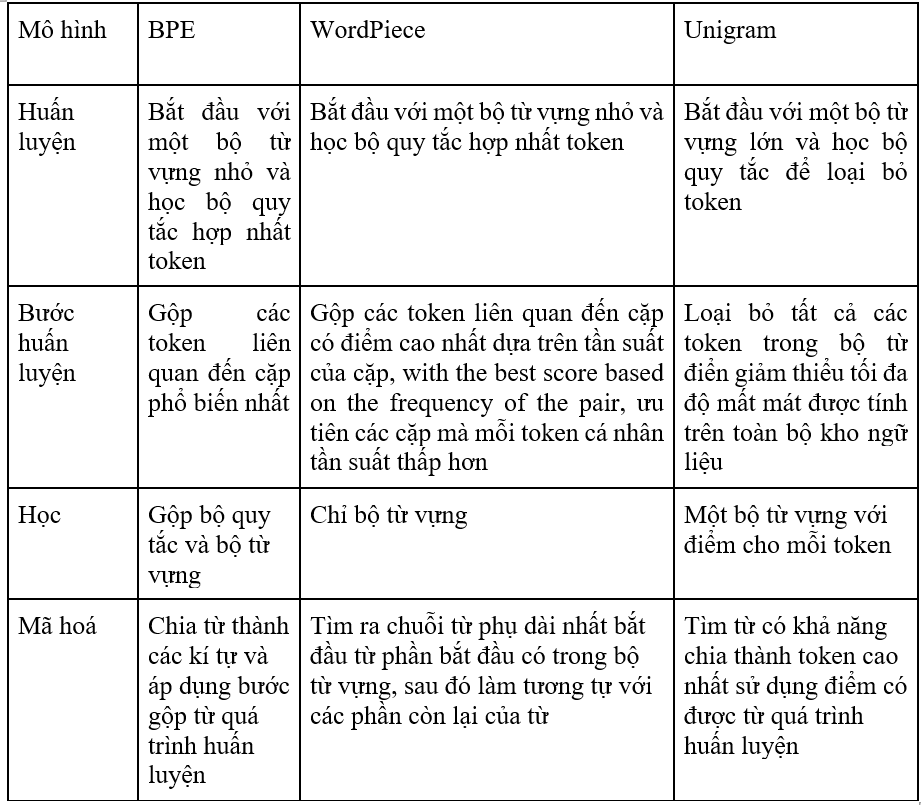 Mô hình
BPE
WordPiece
Unigram
Huấn
luyện
Bắt đầu với
một bộ từ
vựng nhỏ và
học bộ quy
tắc hợp nhất
token
Bắt đầu với một bộ từ vựng nhỏ và
học bộ quy tắc hợp nhất token
Bắt đầu với một bộ từ
vựng lớn và học bộ
quy tắc để loại bỏ
token
Bước
huấn
luyện
Gộp các
token liên
quan đến cặp
phổ biến nhất
Gộp các token liên quan đến cặp
có điểm cao nhất dựa trên tần suất
của cặp, with the best score based
on the frequency of the pair, ưu
tiên các cặp mà mỗi token cá nhân
tần suất thấp hơn
Loại bỏ tất cả các
token trong bộ từ
điển giảm thiểu tối đa
độ mất mát được tính
trên toàn bộ kho ngữ
liệu
Học
Gộp bộ quy
tắc và bộ từ
vựng
Chỉ bộ từ vựng
Một bộ từ vựng với
điểm cho mỗi token
Mã hoá
Chia từ thành
các kí tự và
áp dụng bước
gộp từ quá
trình huấn
luyện
Tìm ra chuỗi từ phụ dài nhất bắt
đầu từ phần bắt đầu có trong bộ
từ vựng, sau đó làm tương tự với
các phần còn lại của từ
Tìm từ có khả năng
chia thành token cao
nhất sử dụng điểm có
được từ quá trình
huấn luyện